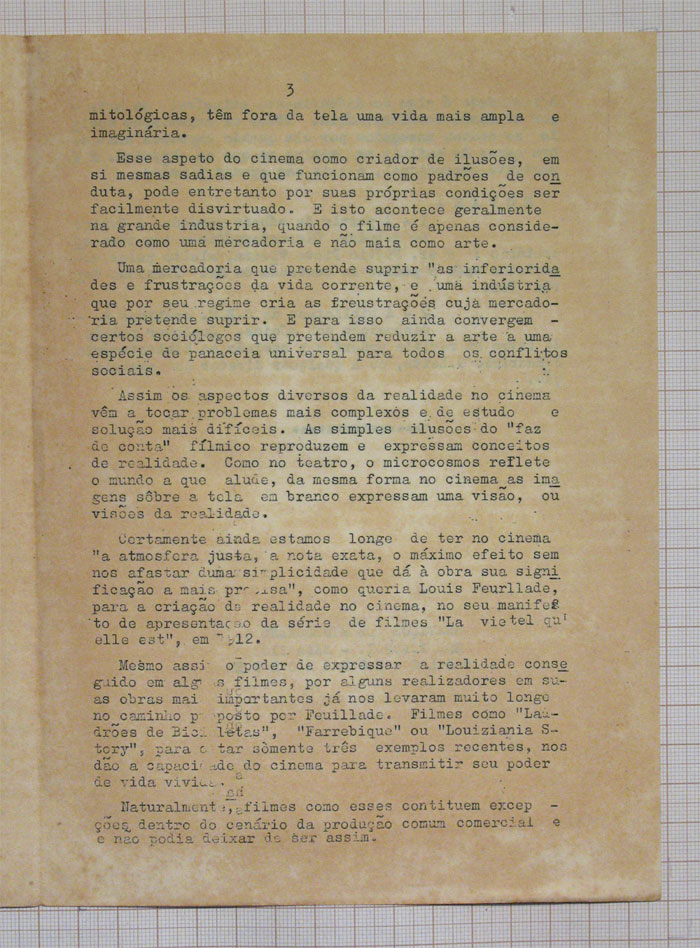 3
mitológicas, têm fora da tela uma vida mais ampla e
imaginária.
Esse aspeto do cinema como criador de ilusões, em
si mesmas sadias e que funcionam como padrões de con
duta, pode entretanto por suas próprias condições ser
facilmente disvirtuado. E isto acontece geralmente
na grande industria, quando o filme é apenas conside-
rado como uma mercadoria e não mais como arte.
Uma mercadoria que pretende suprir "as inferiorida
des e frustrações da vida corrente, e uma indústria
que por seu regime cria as freustrações cuja mercado-
ria pretende suprir. E para isso ainda convergem -
certos sociólogos que pretendem reduzir a arte a uma
espécie de panaceia universal para todos os conflitos
sociais.
Assim os aspectos diversos da realidade no cinema
vêm a tocar problemas mais complexos e de estudo e
solução mais difíceis. As simples ilusões do "faz
de conta" fílmico reproduzem e expressam conceitos
de realidade. Como no teatro, o microcosmos reflete
o mundo a que alude, da mesma forma no cinema as ima
gens sôbre a tela em branco expressam uma visão, ou
visões da realidade.
Certamente ainda estamos longe de ter no cinema
"a atmosfera justa, a nota exata, o máximo efeito sem
nos afastar duma simplicidade que dá à obra sua signi
ficação a mais precisa", como queria Louis Feurllade,
para a criação da realidade no cinema, no seu manifes
to de apresentação da série de filmes "La vietel qu'
elle est", em 1912.
Mesmo assi o poder de expressar a realidade conse
guido em alg s filmes, por alguns realizadores em su-
as obras mai importantes já nos levaram muito longe
no caminho p posto por Feuillade. Filmes como "La-
drões de Bic letas", "Farrebique" ou "Louiziania S-
tory", para c tar sòmente três exemplos recentes, nos
dão a capaci ade do cinema para transmitir seu poder
de vida
Naturalmente, filmes como esses contituem excep -
ções dentro do cenário da produção comum comercial e
e nao podia deixar de ser assim.